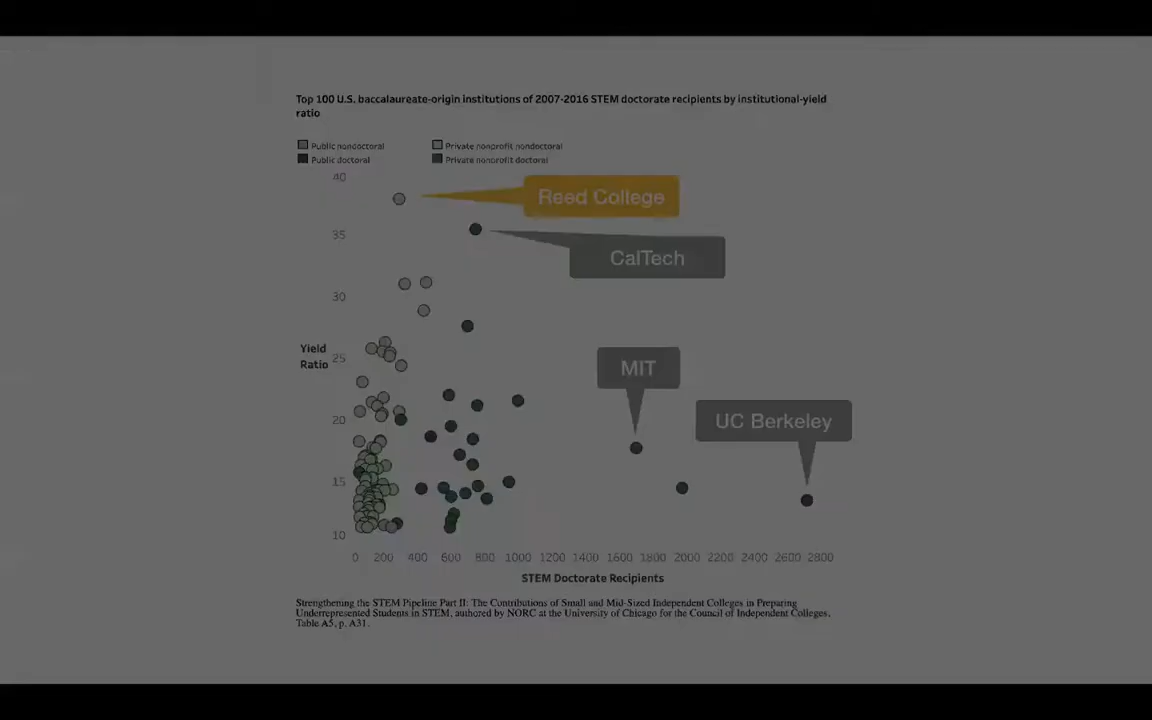 Top 100 U.S. baccalaureate-origin institutions of 2007-2016 STEM doctorate recipients by institutional-yield
ratio
Public nondoctoral
Private nonprofit nondoctoral
Public doctoral
Private nonprofit doctoral
40
Reed College
35
CalTech
30
Yield
Ratio
25
MIT
20
UC Berkeley
15
10
0 200 400 600 800 1000 1200 1400 1600 1800 2000 2200 2400 2600 2800
STEM Doctorate Recipients
Strengthening the STEM Pipeline Part II: The Contributions of Small and Mid-Sized Independent Colleges in Preparing
Underrepresented Students in STEM, authored by NORC at the University of Chicago for the Council of Independent Colleges,
Table A5, p. A31.